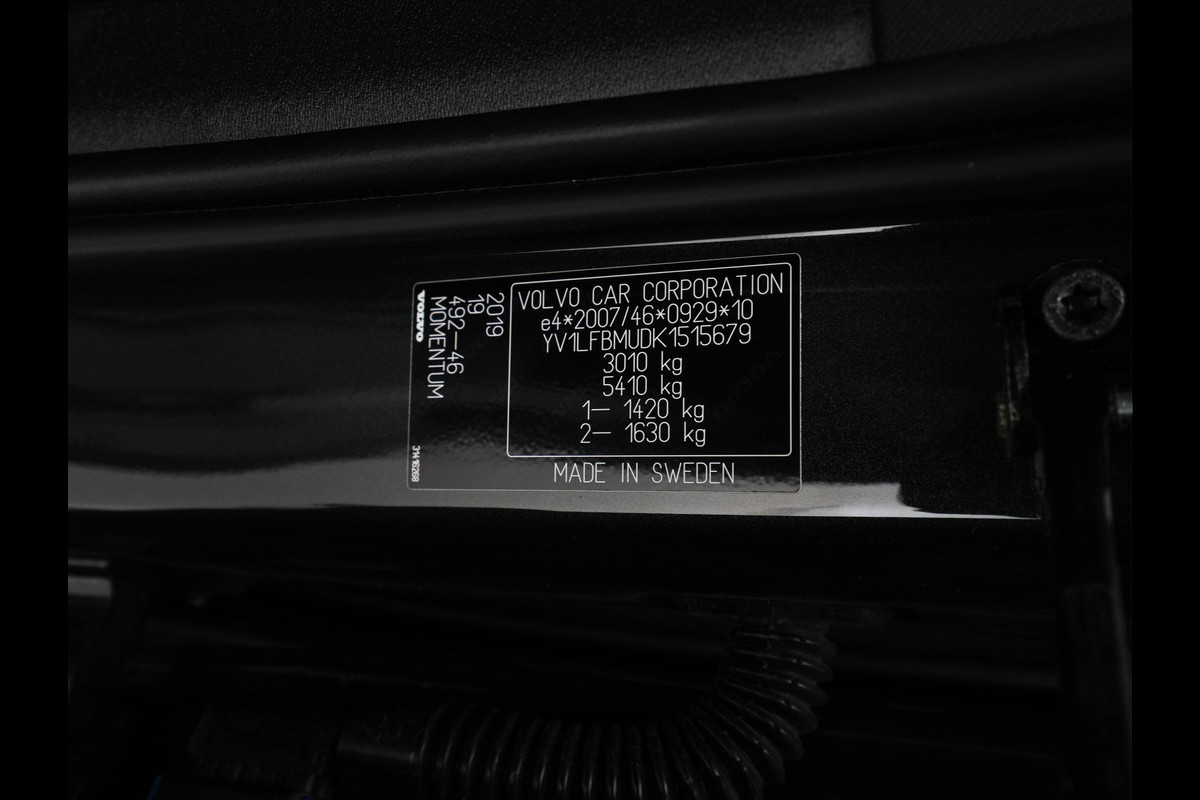 VOLVO CAR CORPORATION
e4*2007/46*0929*10
YV1LFBMUDK1515679
3010 kg
5410 kg
1— 1420 kg
2— 1630 kg
MADE IN SWEDEN
2019
19
492—46
MOMENTUM
VOLVO
31416268